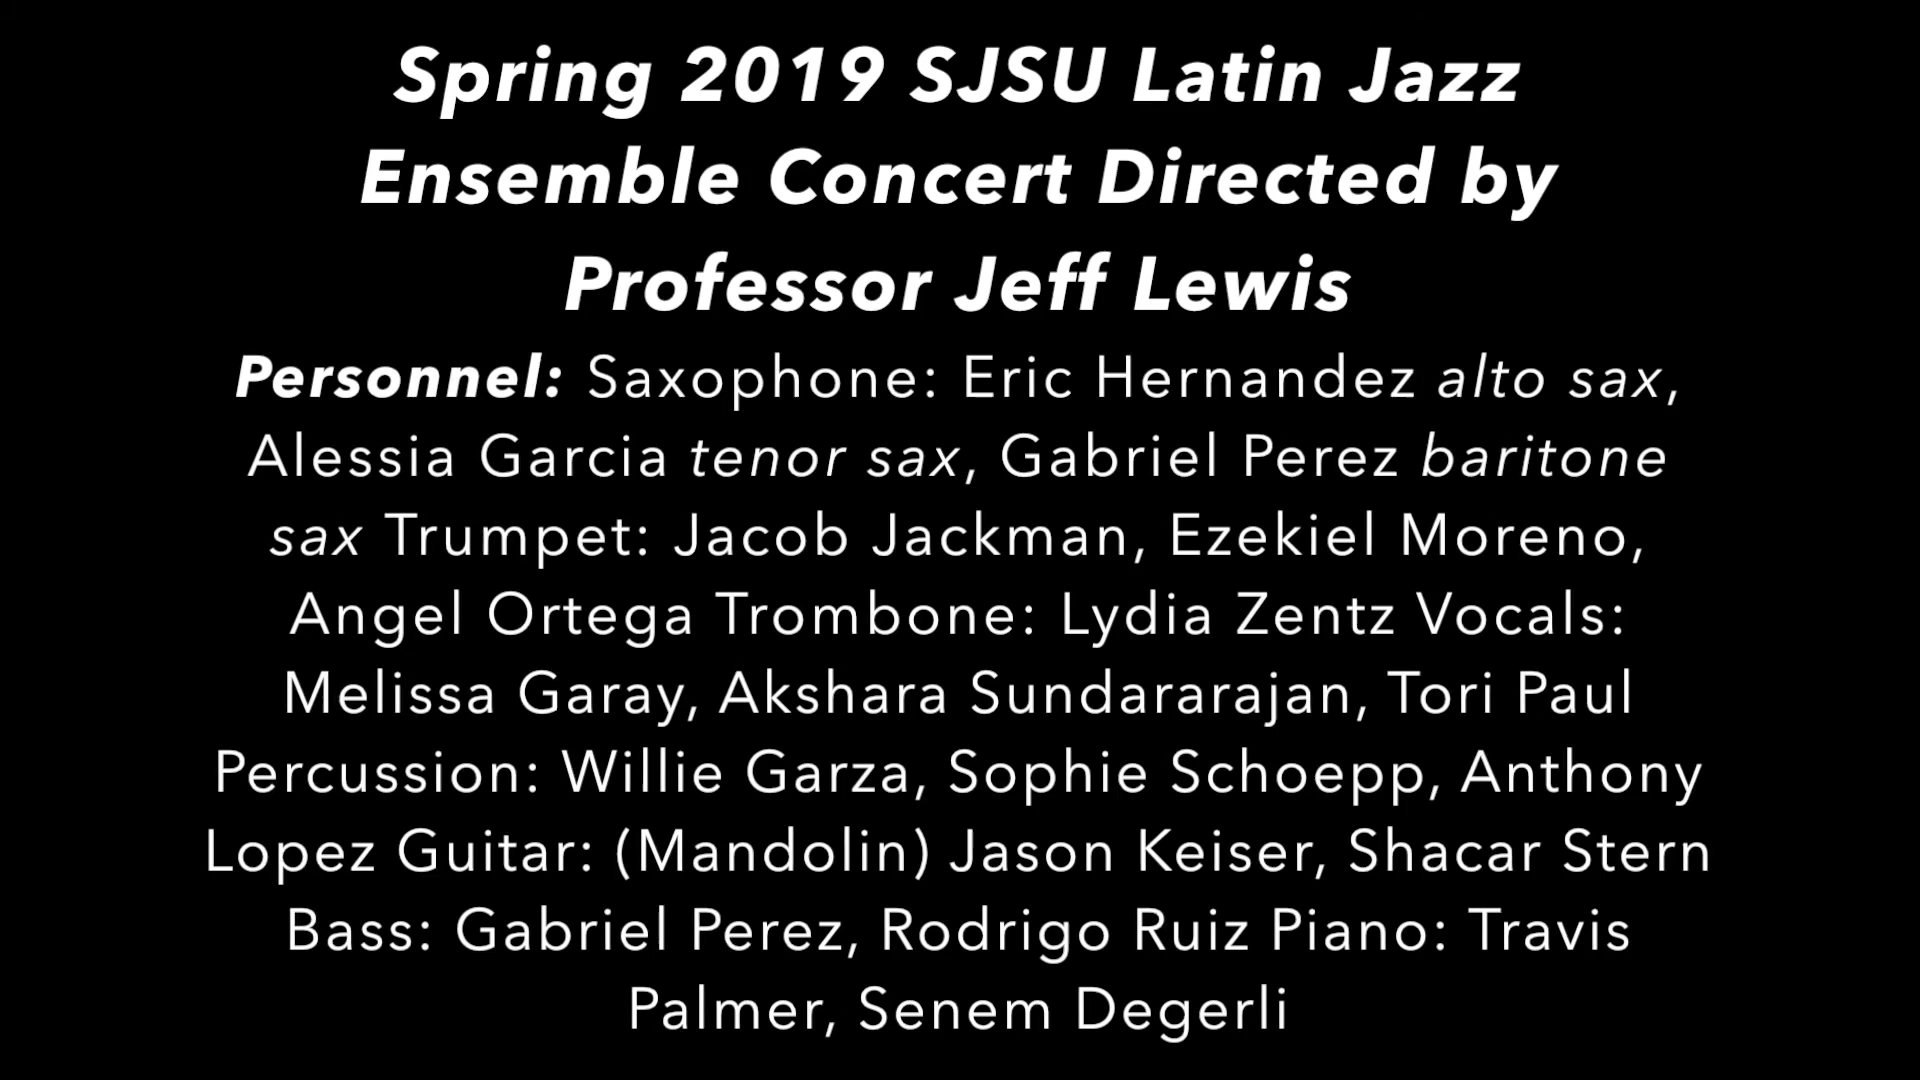 Spring 2019 SJSU Latin Jazz
Ensemble Concert Directed by
Professor Jeff Lewis
Personnel: Saxophone: Eric Hernandez alto sax,
Alessia Garcia tenor sax, Gabriel Perez baritone
sax Trumpet: Jacob Jackman, Ezekiel Moreno,
Angel Ortega Trombone: Lydia Zentz Vocals:
Melissa Garay, Akshara Sundararajan, Tori Paul
Percussion: Willie Garza, Sophie Schoepp, Anthony
Lopez Guitar: (Mandolin) Jason Keiser, Shacar Stern
Bass: Gabriel Perez, Rodrigo Ruiz Piano: Travis
Palmer, Senem Degerli